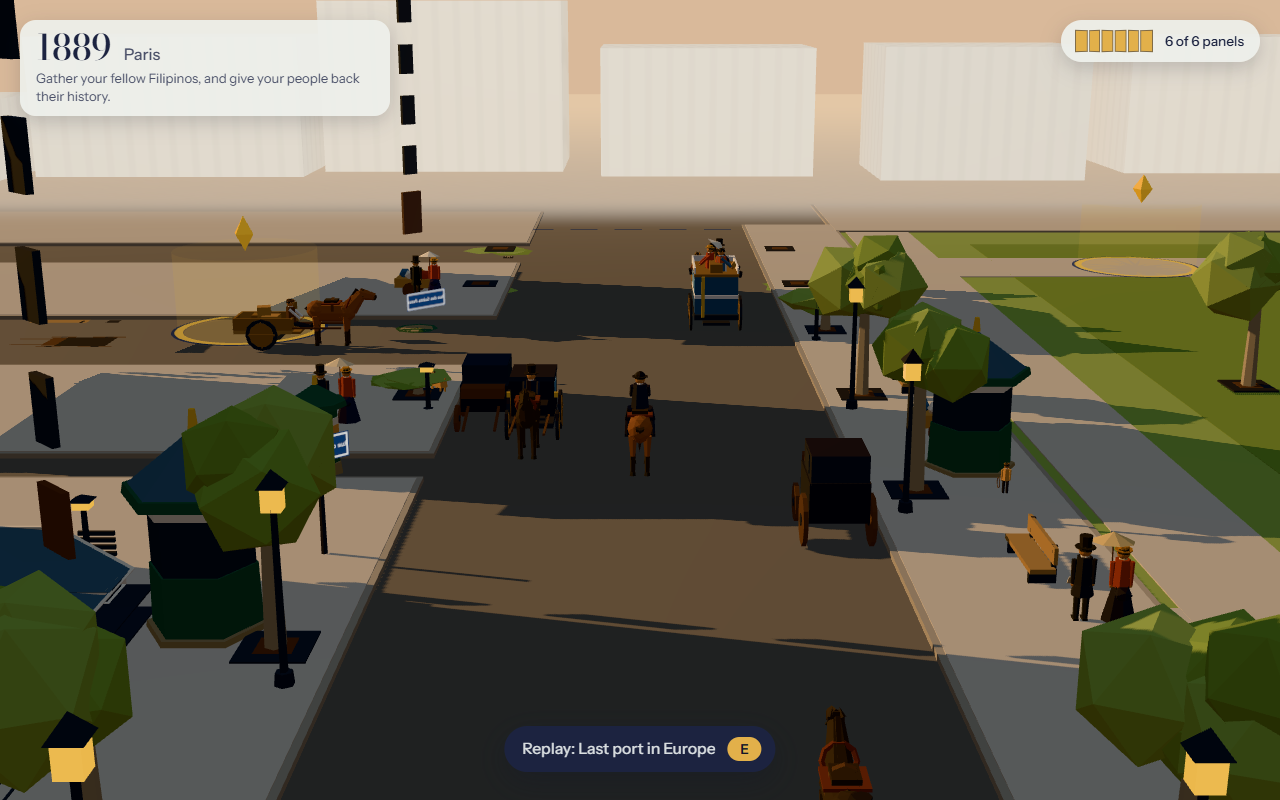 1889 Paris
Gather your fellow Filipinos, and give your people back
their history.
6 of 6 panels
Replay: Last port in Europe E